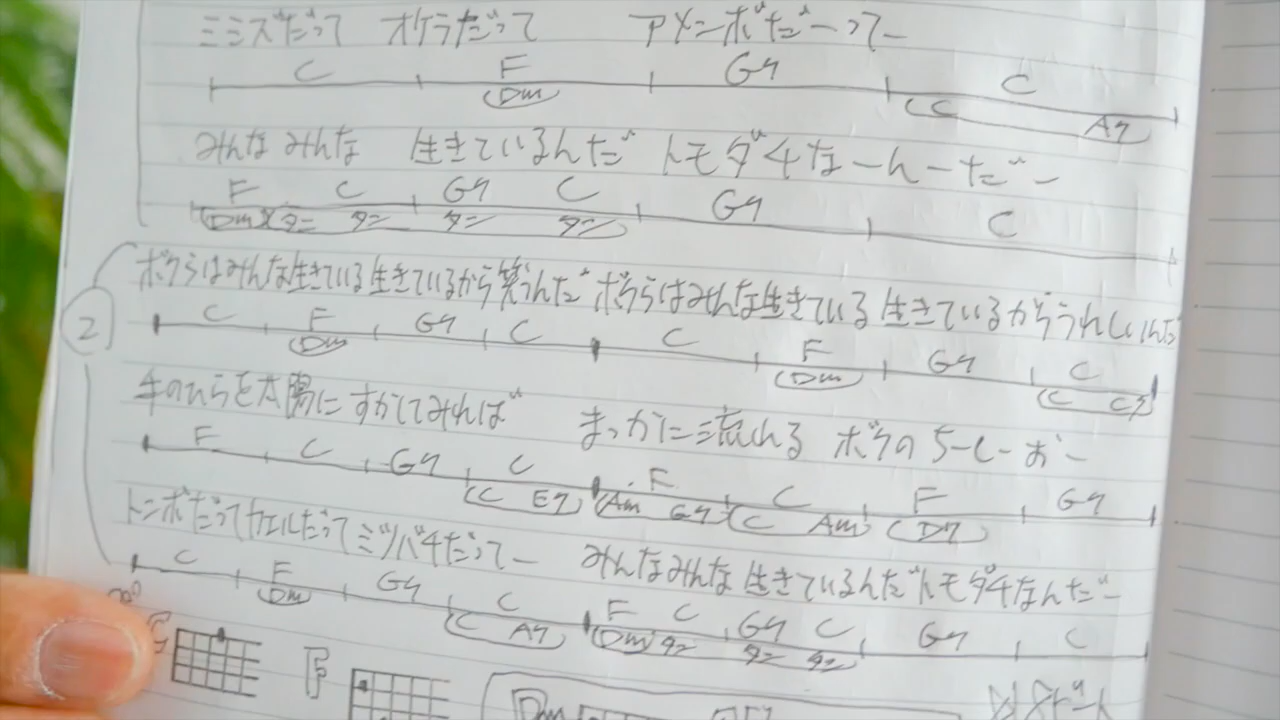 ミミズだって オケラだって アメンボだーってー
C F G7 C
(Dm) (C A7)
みんな みんな 生きているんだ トモダチなーんーだー
F C G7 C G7 C
(Dm)(ター ター ター ター)
② ボクらはみんな生きている 生きているから笑うんだ ボクらはみんな生きている 生きているからうれしいんだ
C F G7 C C F G7 C
(Dm) (Dm) (C C7)
手のひらを太陽に すかしてみれば まっかに流れる ボクの ちーしーおー
F C G7 C F C F G7
(C E7) (Am G7) (C Am) (D7)
トンボだって カエルだって ミツバチだってー みんなみんな 生きているんだ トモダチなんだー
C F G7 C F C G7 C G7 C
(Dm) (C A7) (Dm) ター ター ター
F
Dm